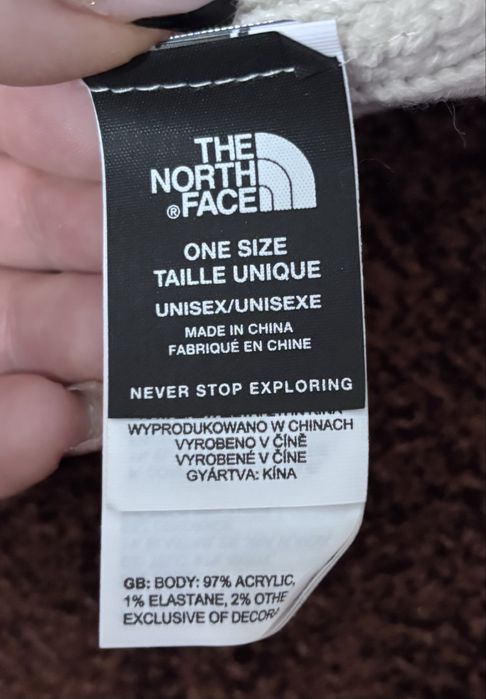 THE
NORTH
®FACE
ONE SIZE
TAILLE UNIQUE
UNISEX/UNISEXE
MADE IN CHINA
FABRIQUÉ EN CHINE
NEVER STOP EXPLORING
WYPRODUKOWANO W CHINACH
VYROBENO V ČÍNĚ
VYROBENÉ V ČÍNE
GYÁRTVA: KÍNA
GB: BODY: 97% ACRYLIC,
1% ELASTANE, 2% OTHE
EXCLUSIVE OF DECORA